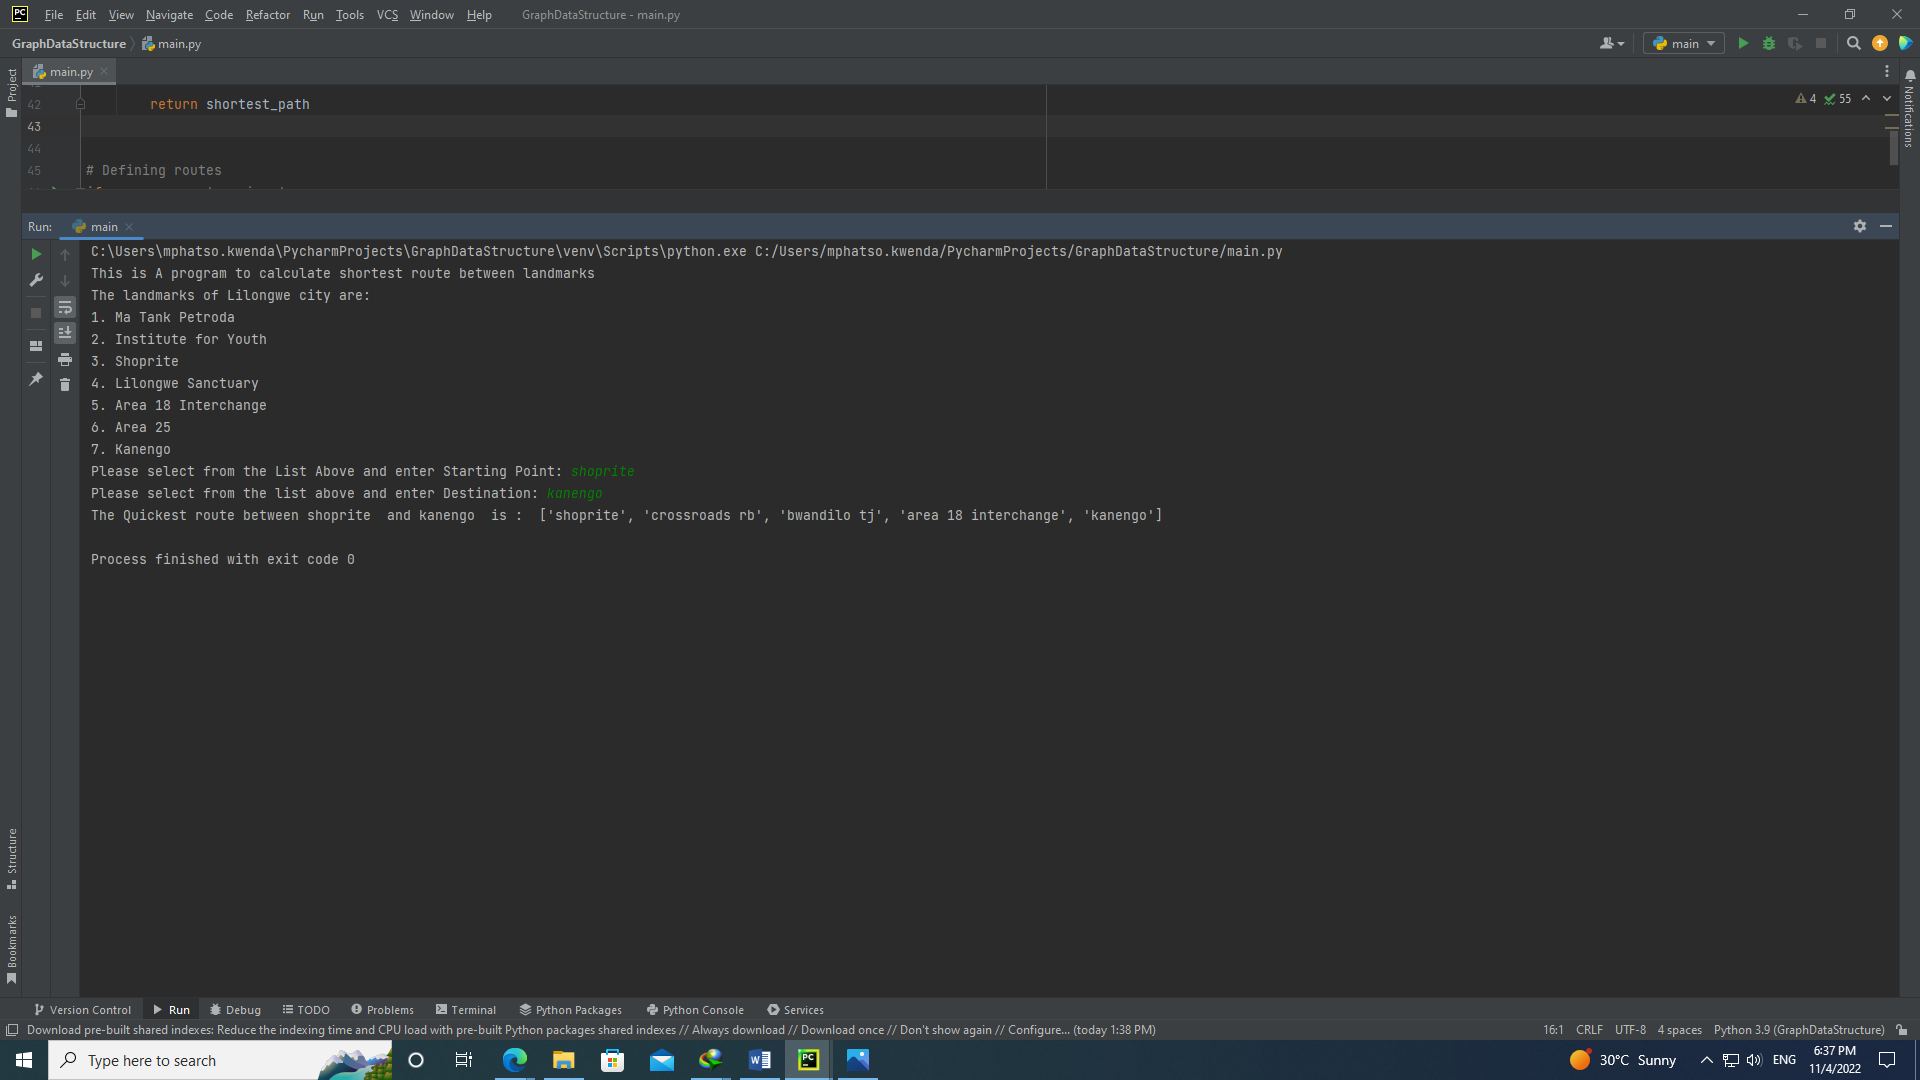 PC File Edit View Navigate Code Refactor Run Tools VCS Window Help GraphDataStructure - main.py
GraphDataStructure main.py main
Project
main.py
42 return shortest_path 4 55
43
44
45 # Defining routes
Notifications
Run: main
C:\Users\mphatso.kwenda\PycharmProjects\GraphDataStructure\venv\Scripts\python.exe C:/Users/mphatso.kwenda/PycharmProjects/GraphDataStructure/main.py
This is A program to calculate shortest route between landmarks
The landmarks of Lilongwe city are:
1. Ma Tank Petroda
2. Institute for Youth
3. Shoprite
4. Lilongwe Sanctuary
5. Area 18 Interchange
6. Area 25
7. Kanengo
Please select from the List Above and enter Starting Point: shoprite
Please select from the list above and enter Destination: kanengo
The Quickest route between shoprite  and kanengo  is :  ['shoprite', 'crossroads rb', 'bwandilo tj', 'area 18 interchange', 'kanengo']
Process finished with exit code 0
Structure
Bookmarks
Version Control Run Debug TODO Problems Terminal Python Packages Python Console Services
Download pre-built shared indexes: Reduce the indexing time and CPU load with pre-built Python packages shared indexes // Always download // Download once // Don't show again // Configure... (today 1:38 PM) 16:1 CRLF UTF-8 4 spaces Python 3.9 (GraphDataStructure)
Type here to search W PC 30°C Sunny ENG 6:37 PM
11/4/2022